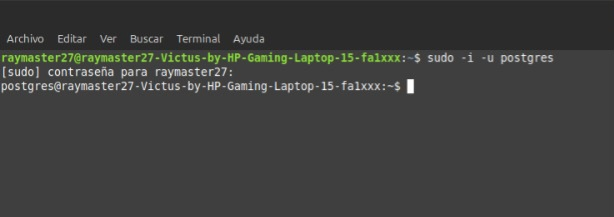 Archivo Editar Ver Buscar Terminal Ayuda
raymaster27@raymaster27-Victus-by-HP-Gaming-Laptop-15-fa1xxx:~$ sudo -i -u postgres
[sudo] contraseña para raymaster27:
postgres@raymaster27-Victus-by-HP-Gaming-Laptop-15-fa1xxx:~$